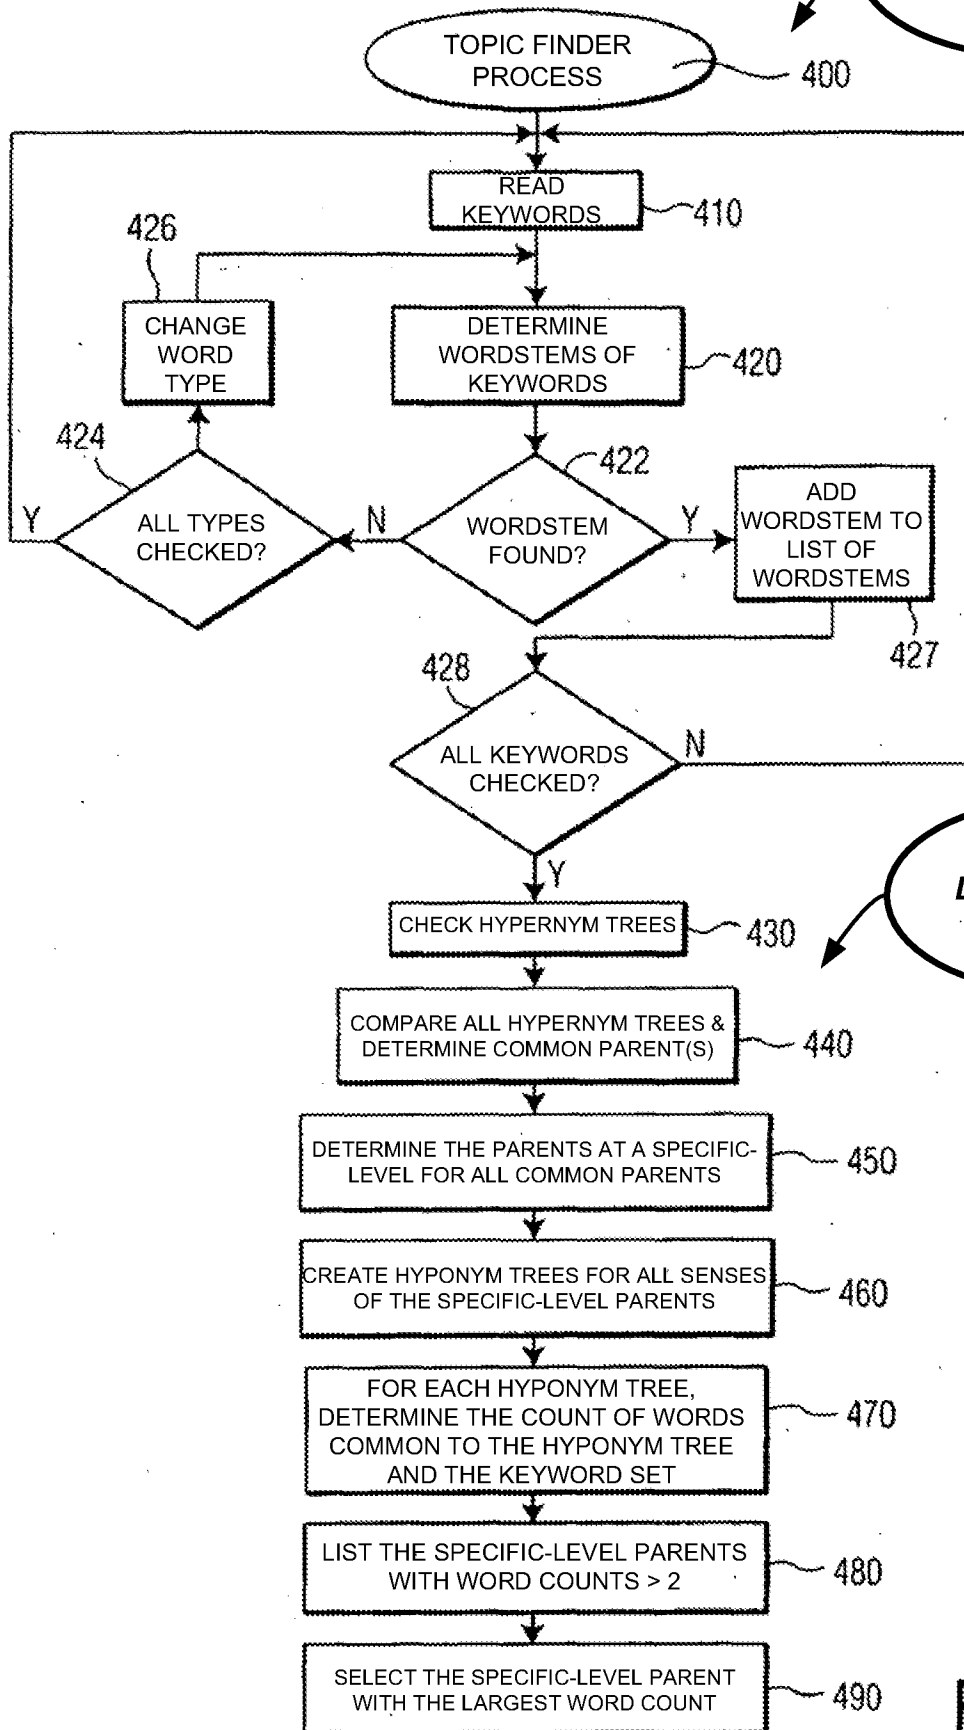 TOPIC FINDER
PROCESS
400
READ
KEYWORDS
410
426
CHANGE
WORD
TYPE
DETERMINE
WORDSTEMS OF
KEYWORDS
420
424
422
Y
ALL TYPES
CHECKED?
N
WORDSTEM
FOUND?
Y
ADD
WORDSTEM TO
LIST OF
WORDSTEMS
427
428
ALL KEYWORDS
CHECKED?
N
Y
CHECK HYPERNYM TREES
430
COMPARE ALL HYPERNYM TREES &
DETERMINE COMMON PARENT(S)
440
DETERMINE THE PARENTS AT A SPECIFIC-
LEVEL FOR ALL COMMON PARENTS
450
CREATE HYPONYM TREES FOR ALL SENSES
OF THE SPECIFIC-LEVEL PARENTS
460
FOR EACH HYPONYM TREE,
DETERMINE THE COUNT OF WORDS
COMMON TO THE HYPONYM TREE
AND THE KEYWORD SET
470
LIST THE SPECIFIC-LEVEL PARENTS
WITH WORD COUNTS > 2
480
SELECT THE SPECIFIC-LEVEL PARENT
WITH THE LARGEST WORD COUNT
490